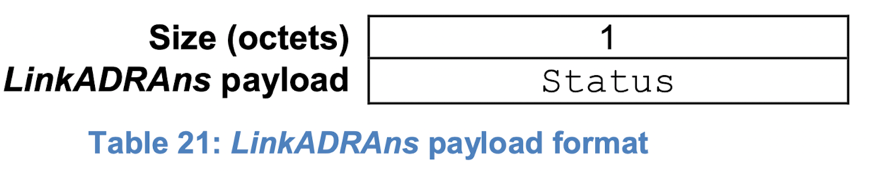 Size (octets) 1
LinkADRAns payload Status
Table 21: LinkADRAns payload format